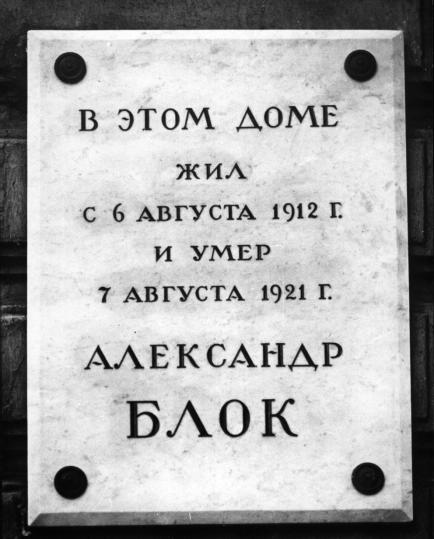 В ЭТОМ ДОМЕ
ЖИЛ
С 6 АВГУСТА 1912 Г.
И УМЕР
7 АВГУСТА 1921 Г.
АЛЕКСАНДР
БЛОК